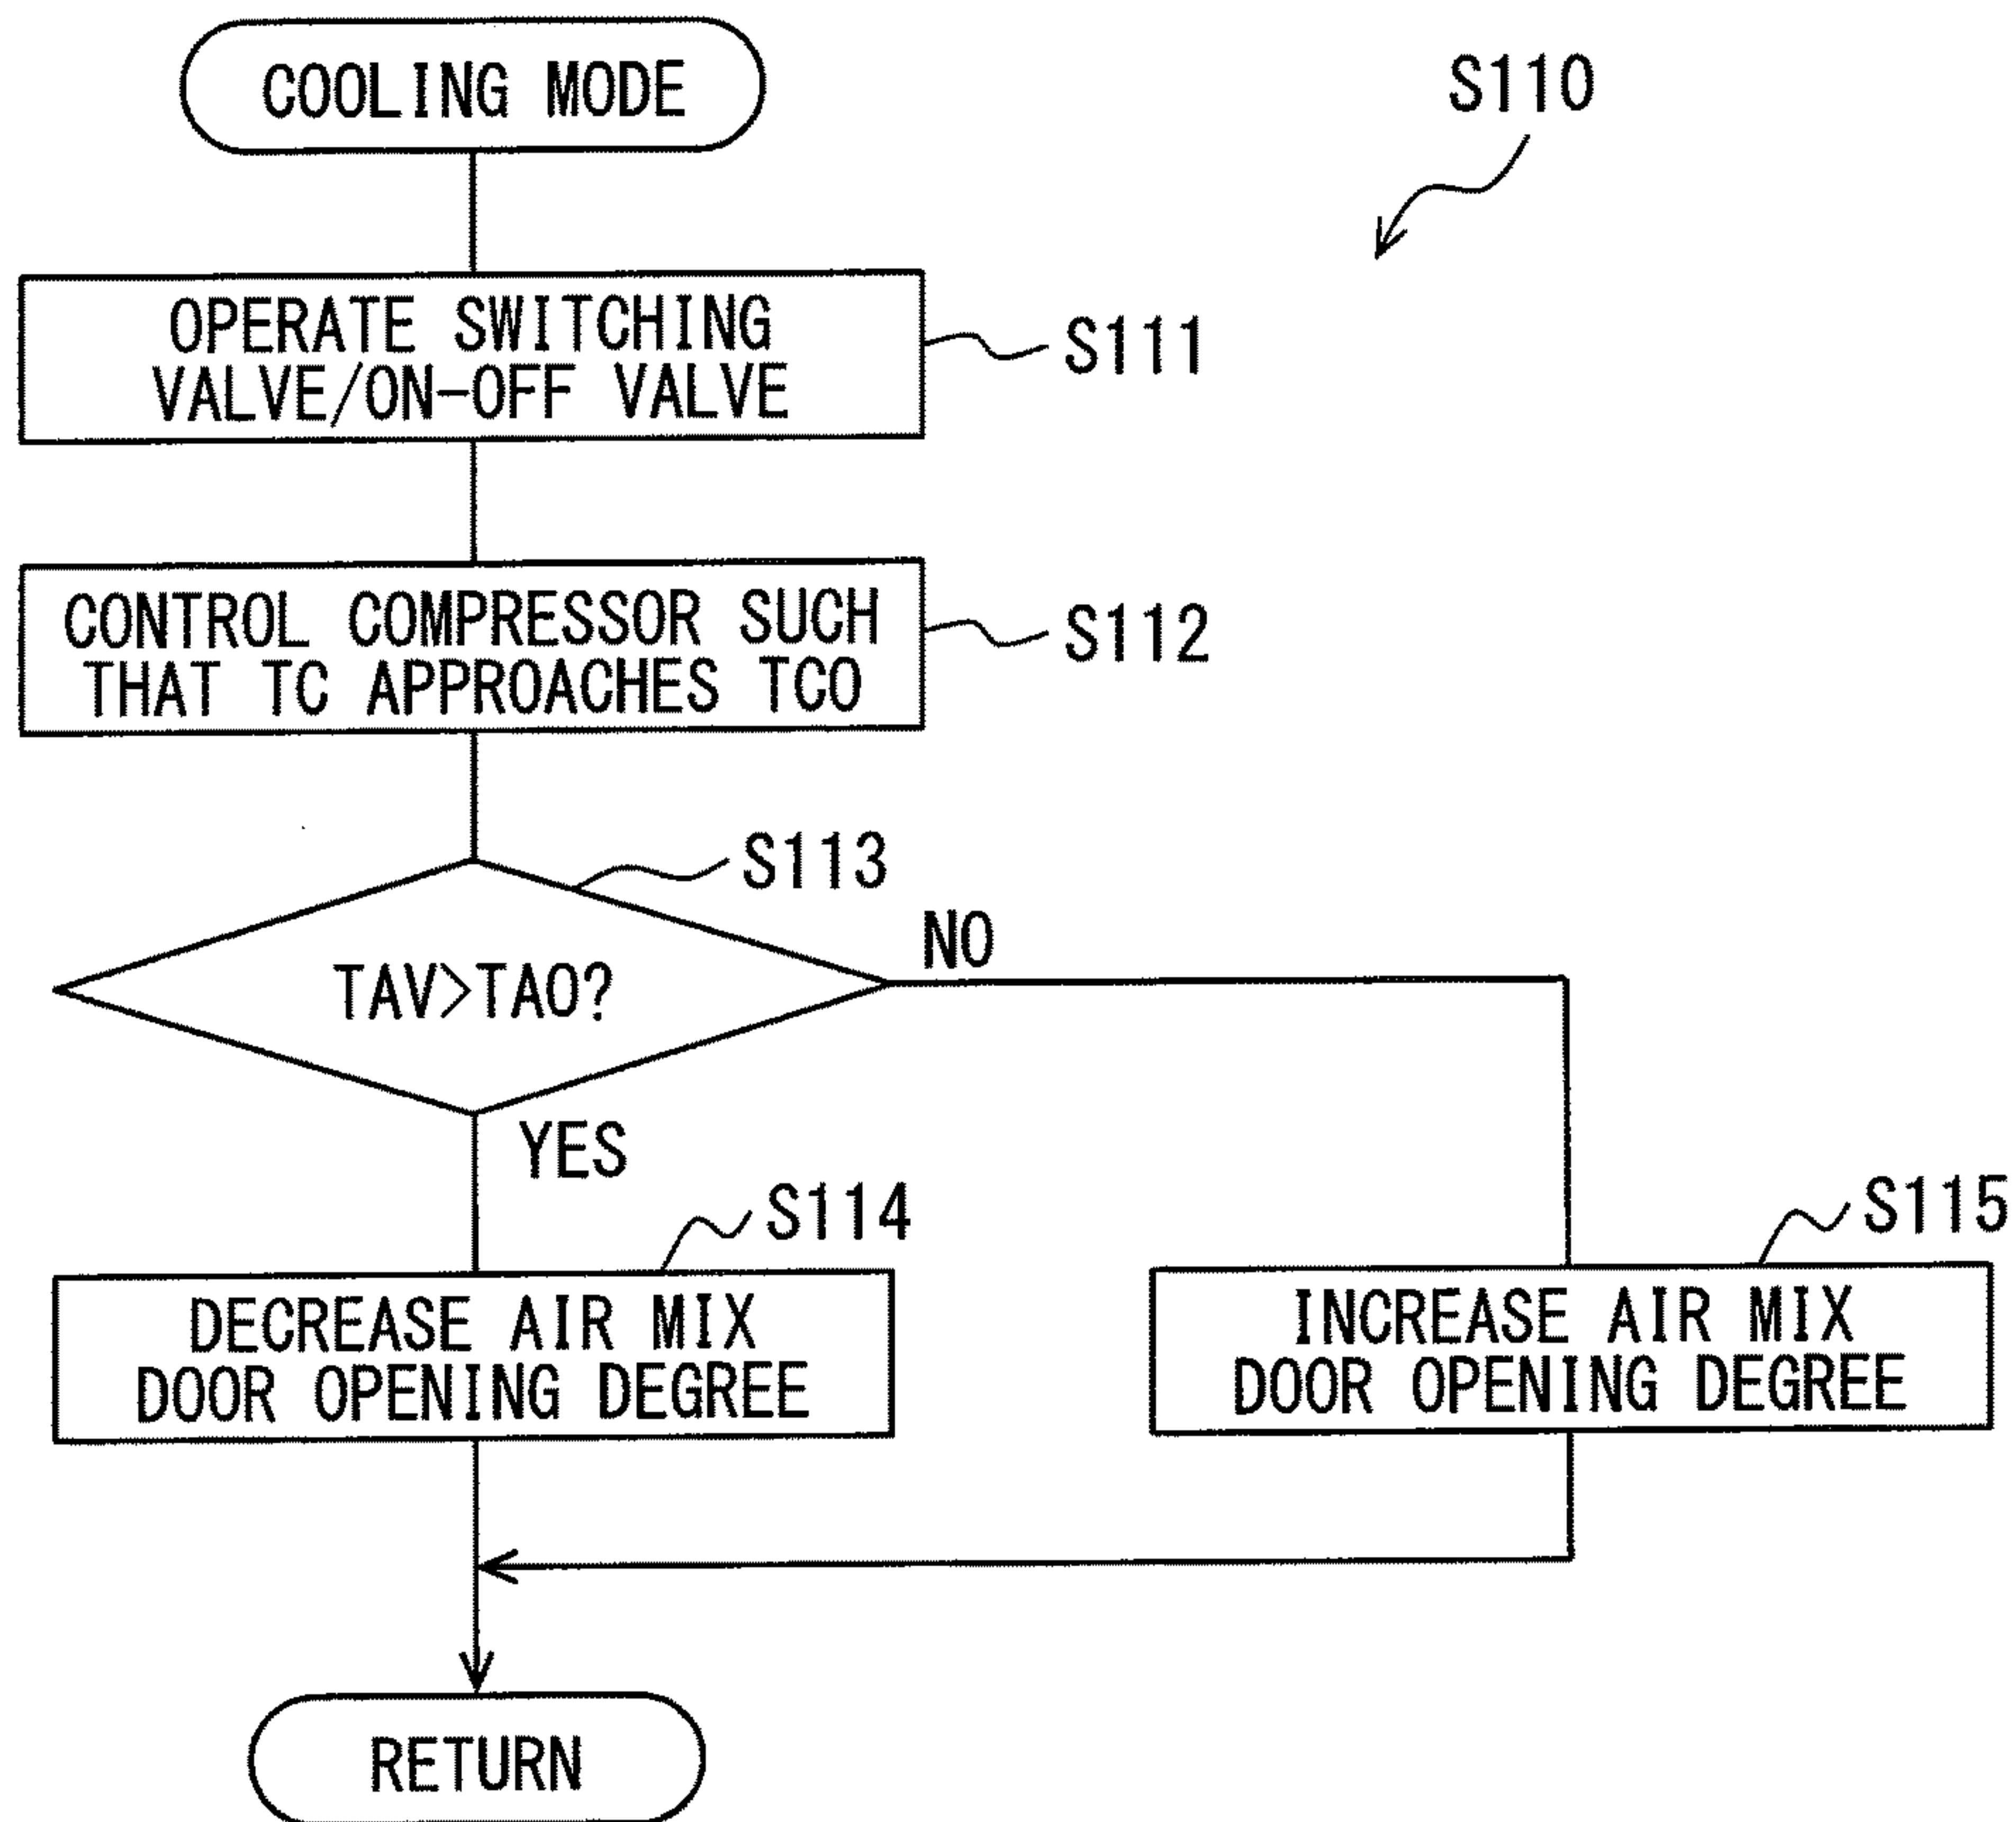 COOLING MODE
S110
OPERATE SWITCHING
VALVE/ON-OFF VALVE
S111
CONTROL COMPRESSOR SUCH
THAT TC APPROACHES TCO
S112
S113
TAV>TAO?
NO
YES
S114
DECREASE AIR MIX
DOOR OPENING DEGREE
S115
INCREASE AIR MIX
DOOR OPENING DEGREE
RETURN